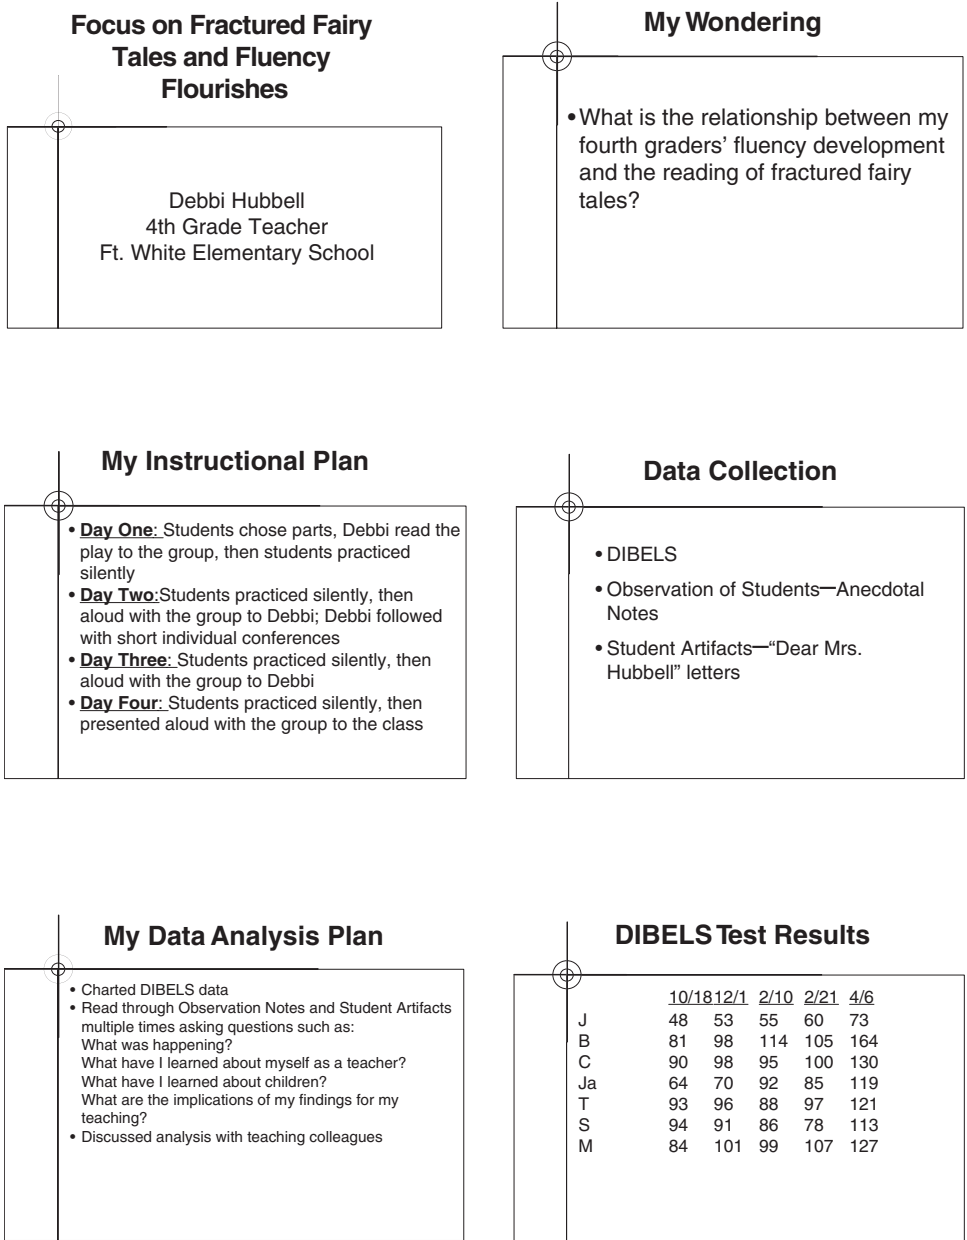 Focus on Fractured Fairy
Tales and Fluency
Flourishes
Debbi Hubbell
4th Grade Teacher
Ft. White Elementary School
My Wondering
•What is the relationship between my
fourth graders’ fluency development
and the reading of fractured fairy
tales?
My Instructional Plan
• Day One: Students chose parts, Debbi read the
play to the group, then students practiced
silently
• Day Two:Students practiced silently, then
aloud with the group to Debbi; Debbi followed
with short individual conferences
• Day Three: Students practiced silently, then
aloud with the group to Debbi
• Day Four: Students practiced silently, then
presented aloud with the group to the class
Data Collection
• DIBELS
• Observation of Students—Anecdotal
Notes
• Student Artifacts—“Dear Mrs.
Hubbell” letters
My Data Analysis Plan
• Charted DIBELS data
• Read through Observation Notes and Student Artifacts
multiple times asking questions such as:
What was happening?
What have I learned about myself as a teacher?
What have I learned about children?
What are the implications of my findings for my
teaching?
• Discussed analysis with teaching colleagues
DIBELS Test Results
10/18 12/1 2/10 2/21 4/6
J 48 53 55 60 73
B 81 98 114 105 164
C 90 98 95 100 130
Ja 64 70 92 85 119
T 93 96 88 97 121
S 94 91 86 78 113
M 84 101 99 107 127